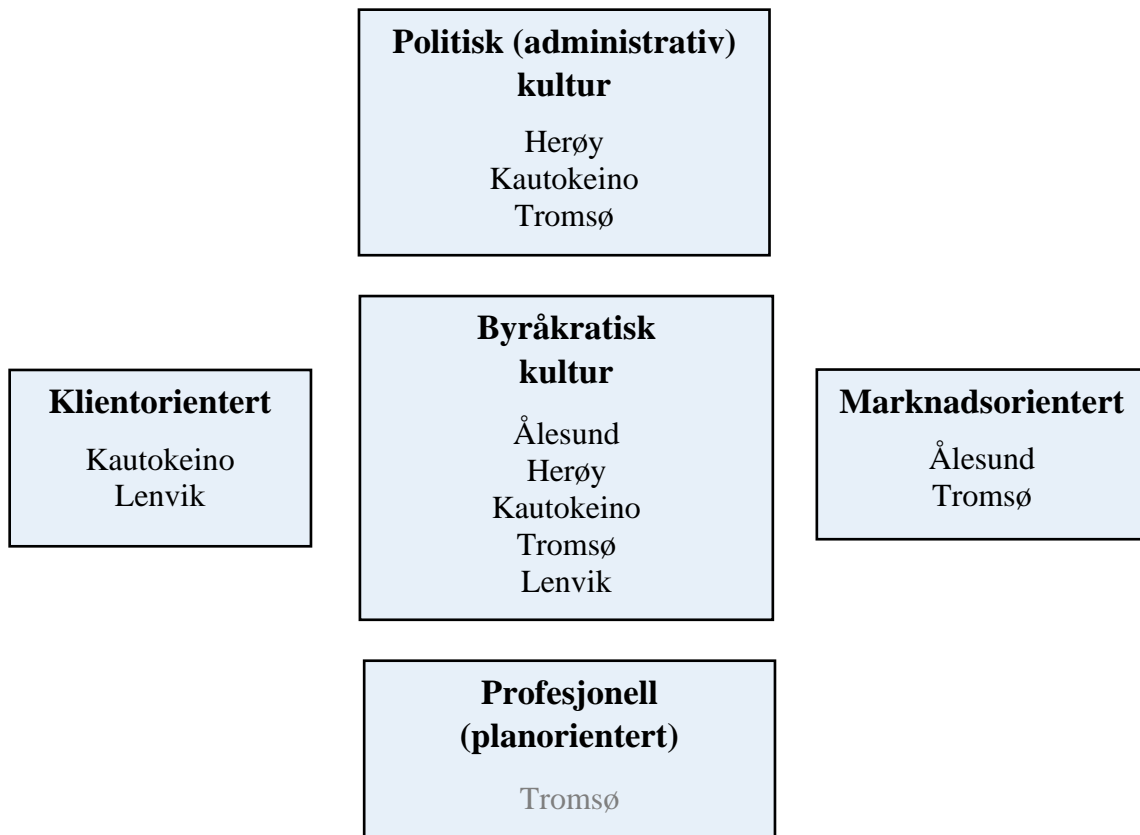 Politisk (administrativ)
kultur
Herøy
Kautokeino
Tromsø
Klientorientert
Kautokeino
Lenvik
Byråkratisk
kultur
Ålesund
Herøy
Kautokeino
Tromsø
Lenvik
Marknadsorientert
Ålesund
Tromsø
Profesjonell
(planorientert)
Tromsø